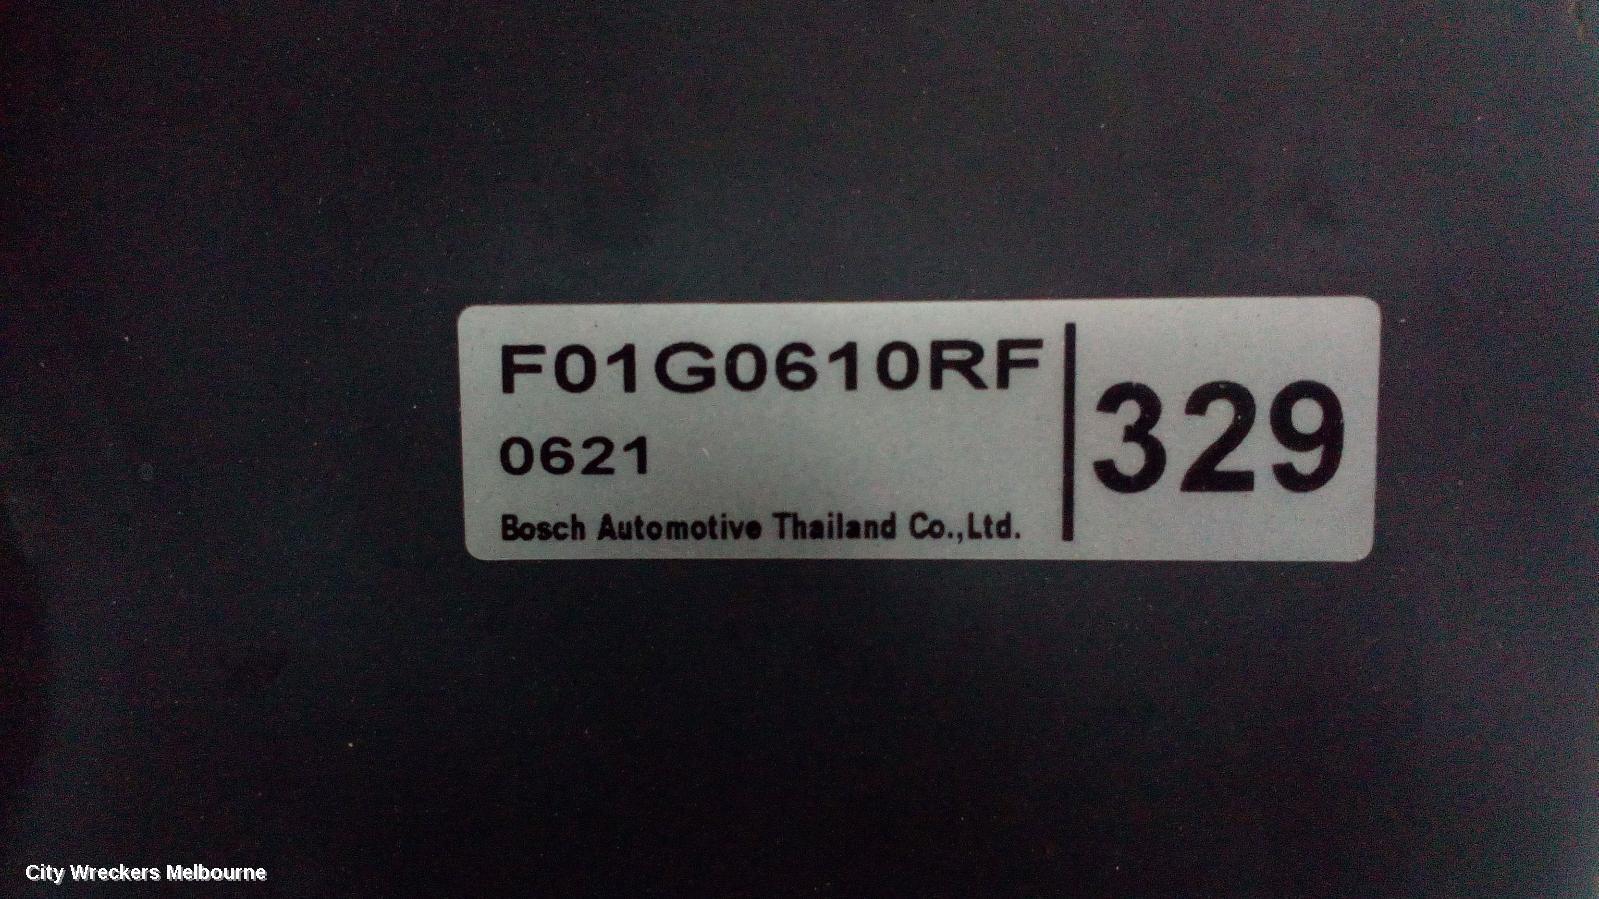 F01G0610RF
0621
Bosch Automotive Thailand Co.,Ltd.
329
City Wreckers Melbourne